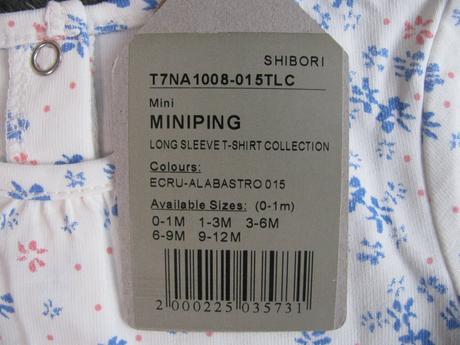 SHIBORI
T7NA1008-015TLC
Mini
MINIPING
LONG SLEEVE T-SHIRT COLLECTION
Colours:
ECRU-ALABASTRO 015
Available Sizes: (0-1m)
0-1M 1-3M 3-6M
6-9M 9-12M
2 000225 035731